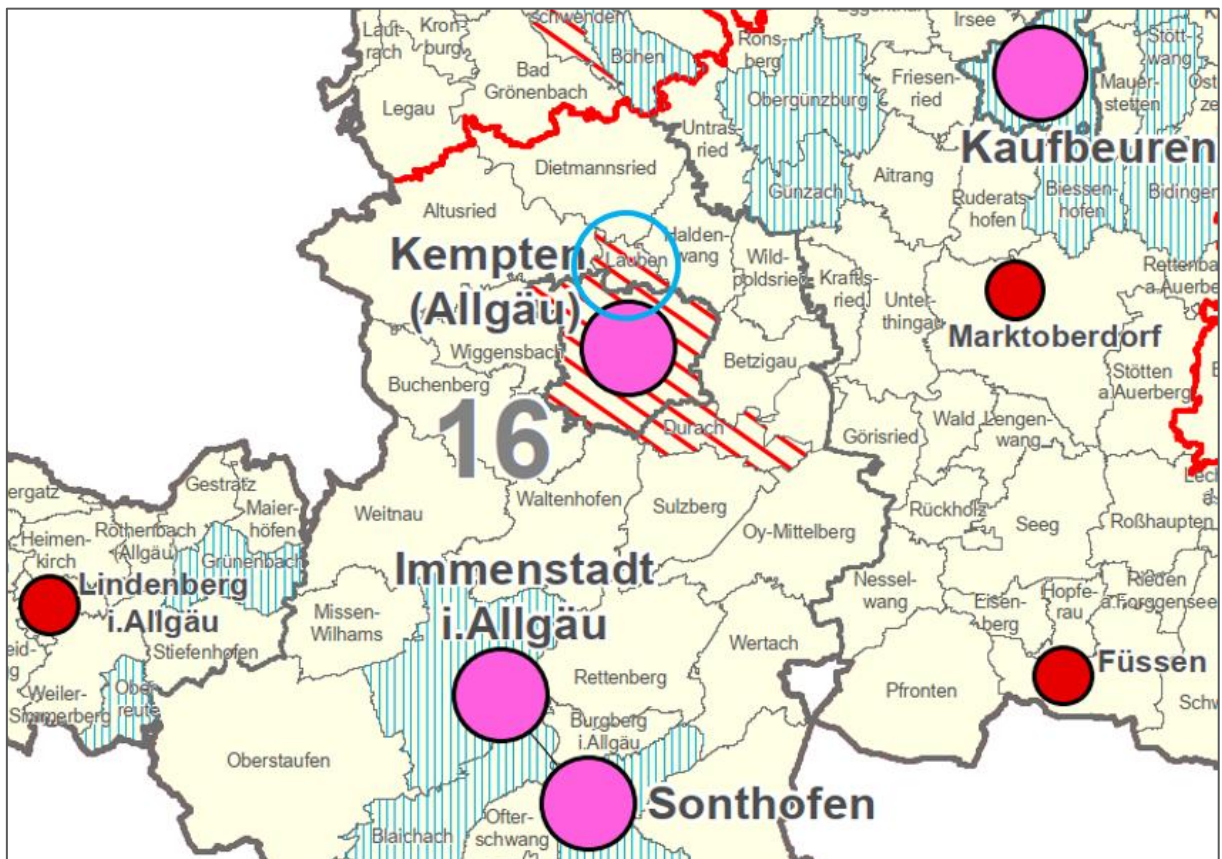 Laut-
rach
Kron-
burg
schwenden
Böhen
Bad
Grönenbach
Legau
Rons-
berg
Irsee
Stött-
wang
Obergünzburg
Friesen-
ried
Mauer-
stetten
Untras-
ried
Kaufbeuren
Dietmannsried
Günzach
Aitrang
Ruderats-
hofen
Biessen-
hofen
Bidingen
Altusried
Kempten
(Allgäu)
Lauben
Halden-
wang
Wild-
poldsried
Krafts-
ried
Unter-
thingau
Marktoberdorf
Wiggensbach
Betzigau
Buchenberg
Stötten
a.Auerberg
16
Durach
Görisried
Wald
Lengen-
wang
Gestratz
Maier-
höfen
Weitnau
Waltenhofen
Sulzberg
Rückholz
Seeg
Roßhaupten
Heimen-
kirch
Röthenbach
(Allgäu)
Grünenbach
Oy-Mittelberg
Immenstadt
i.Allgäu
Lindenberg
i.Allgäu
Missen-
Wilhams
Nessel-
wang
Eisen-
berg
Hopfe-
rau
Rieden
a.Forggensee
Stiefenhofen
Wertach
Füssen
Weiler-
Simmerberg
Ober-
reute
Rettenberg
Pfronten
Burgberg
i.Allgäu
Oberstaufen
Sonthofen
Blaichach
Ofter-
schwang